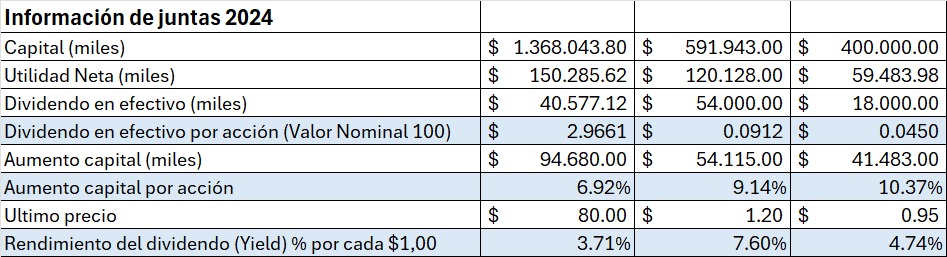 Información de juntas 2024
Capital (miles) $ 1.368.043.80 $ 591.943.00 $ 400.000.00
Utilidad Neta (miles) $ 150.285.62 $ 120.128.00 $ 59.483.98
Dividendo en efectivo (miles) $ 40.577.12 $ 54.000.00 $ 18.000.00
Dividendo en efectivo por acción (Valor Nominal 100) $ 2.9661 $ 0.0912 $ 0.0450
Aumento capital (miles) $ 94.680.00 $ 54.115.00 $ 41.483.00
Aumento capital por acción 6.92% 9.14% 10.37%
Ultimo precio $ 80.00 $ 1.20 $ 0.95
Rendimiento del dividendo (Yield) % por cada $1,00 3.71% 7.60% 4.74%